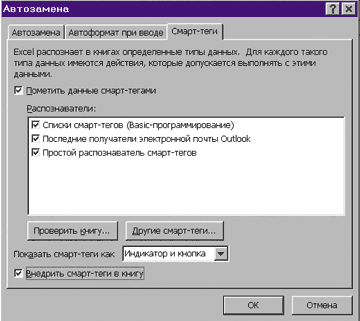 Автозамена
Автозамена Автоформат при вводе Смарт-теги
Excel распознает в книгах определенные типы данных. Для каждого такого
типа данных имеются действия, которые допускается выполнять с этими
данными.
Пометить данные смарт-тегами
Распознаватели:
Списки смарт-тегов (Basic-программирование)
Последние получатели электронной почты Outlook
Простой распознаватель смарт-тегов
Проверить книгу... Другие смарт-теги...
Показать смарт-теги как Индикатор и кнопка
Внедрить смарт-теги в книгу
ОК Отмена